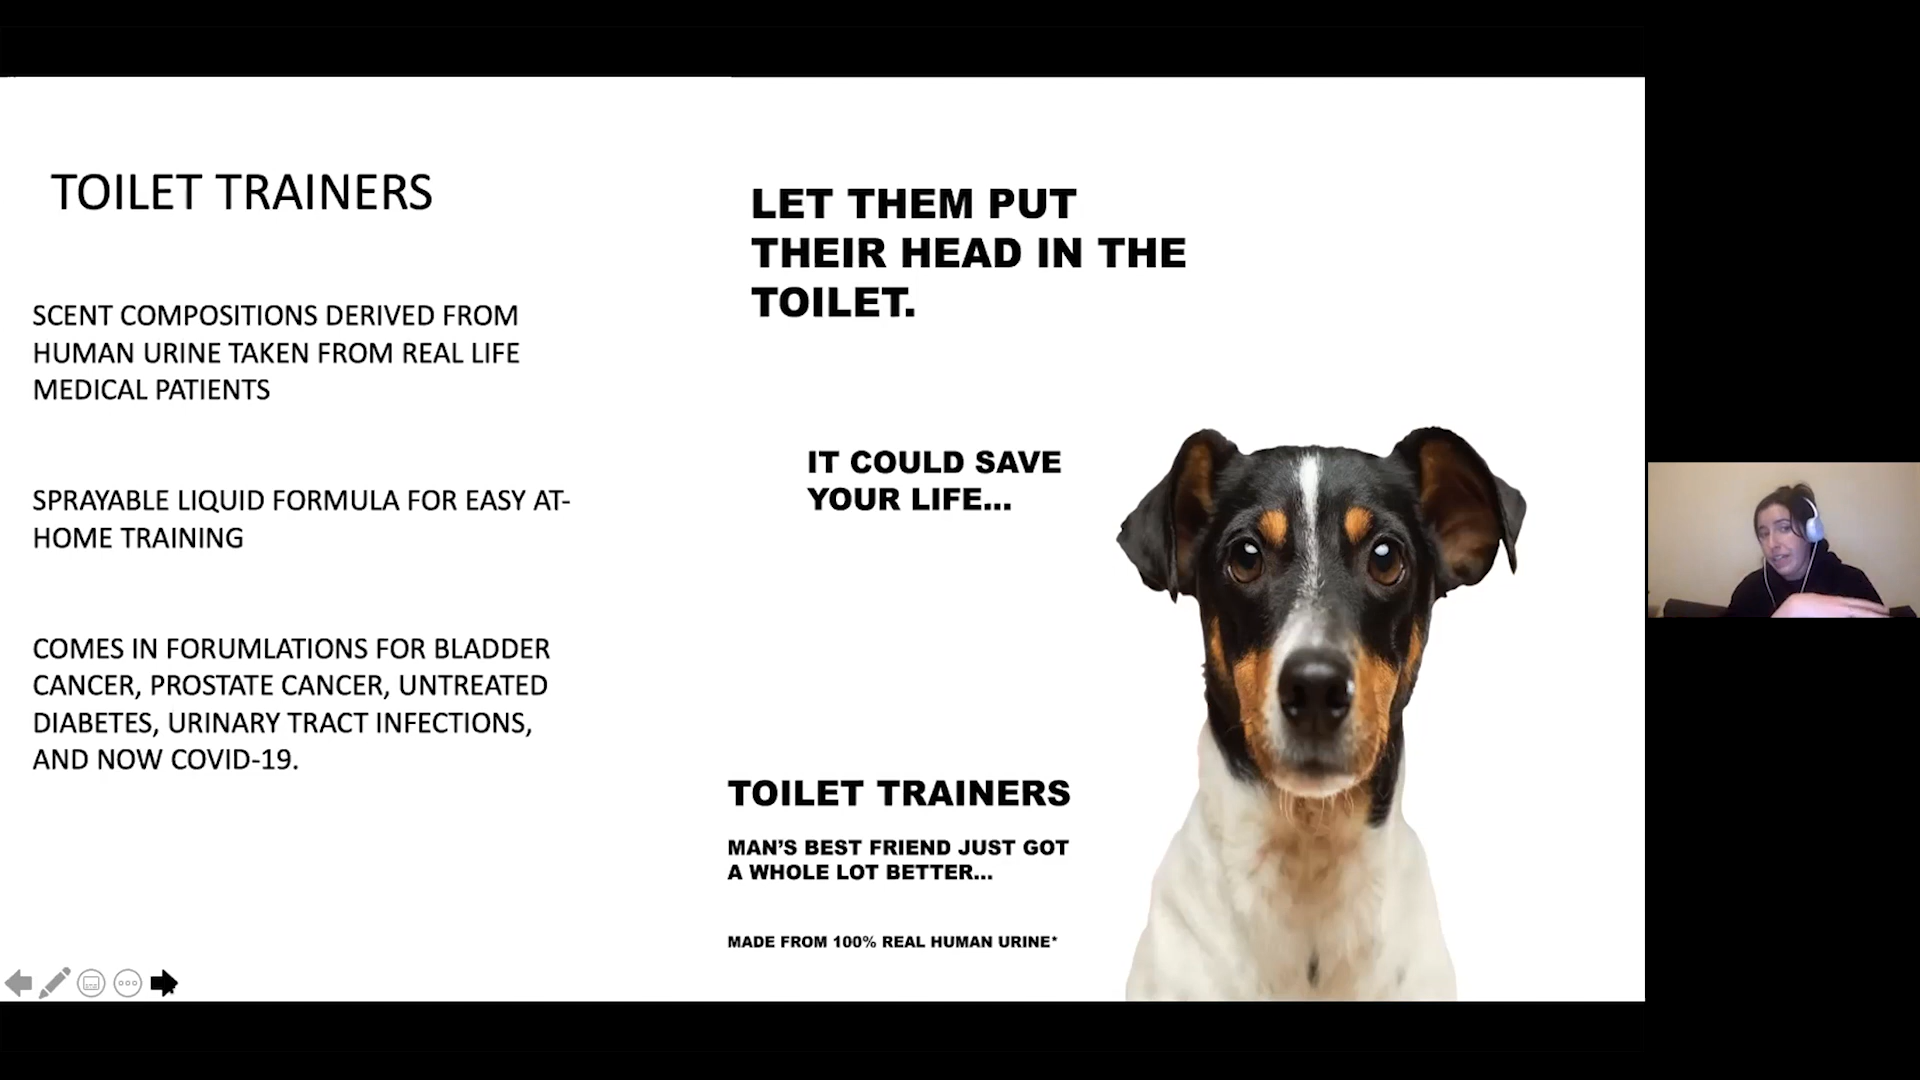 TOILET TRAINERS
SCENT COMPOSITIONS DERIVED FROM
HUMAN URINE TAKEN FROM REAL LIFE
MEDICAL PATIENTS
SPRAYABLE LIQUID FORMULA FOR EASY AT-
HOME TRAINING
COMES IN FORUMLATIONS FOR BLADDER
CANCER, PROSTATE CANCER, UNTREATED
DIABETES, URINARY TRACT INFECTIONS,
AND NOW COVID-19.
LET THEM PUT
THEIR HEAD IN THE
TOILET.
IT COULD SAVE
YOUR LIFE...
TOILET TRAINERS
MAN'S BEST FRIEND JUST GOT
A WHOLE LOT BETTER...
MADE FROM 100% REAL HUMAN URINE*